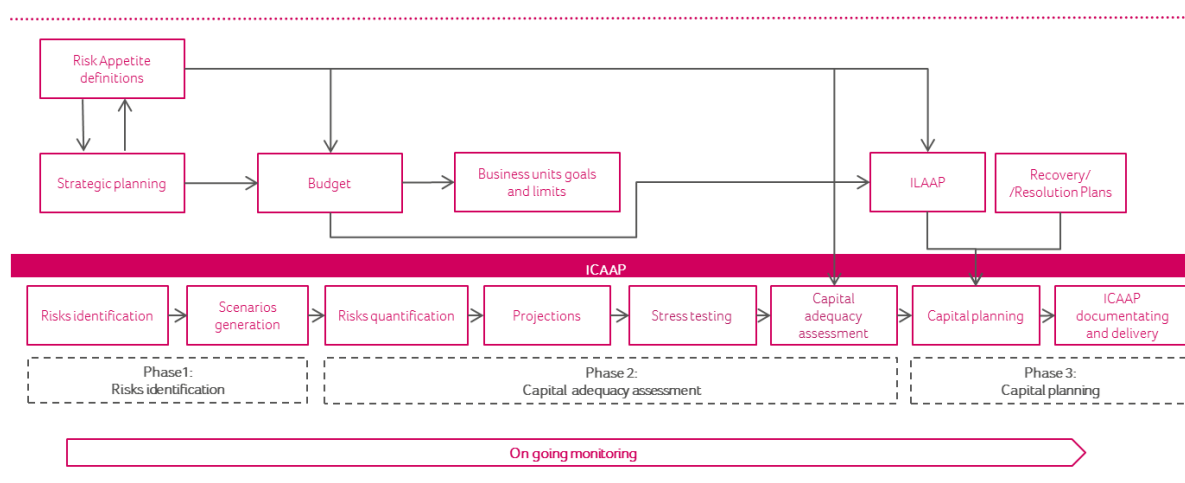 Risk Appetite
definitions
Strategic planning
Budget
Business units goals
and limits
ILAAP
Recovery/
/Resolution Plans
ICAAP
Risks identification
Scenarios
generation
Risks quantification
Projections
Stress testing
Capital
adequacy
assessment
Capital planning
ICAAP
documentating
and delivery
Phase1:
Risks identification
Phase 2:
Capital adequacy assessment
Phase 3:
Capital planning
On going monitoring